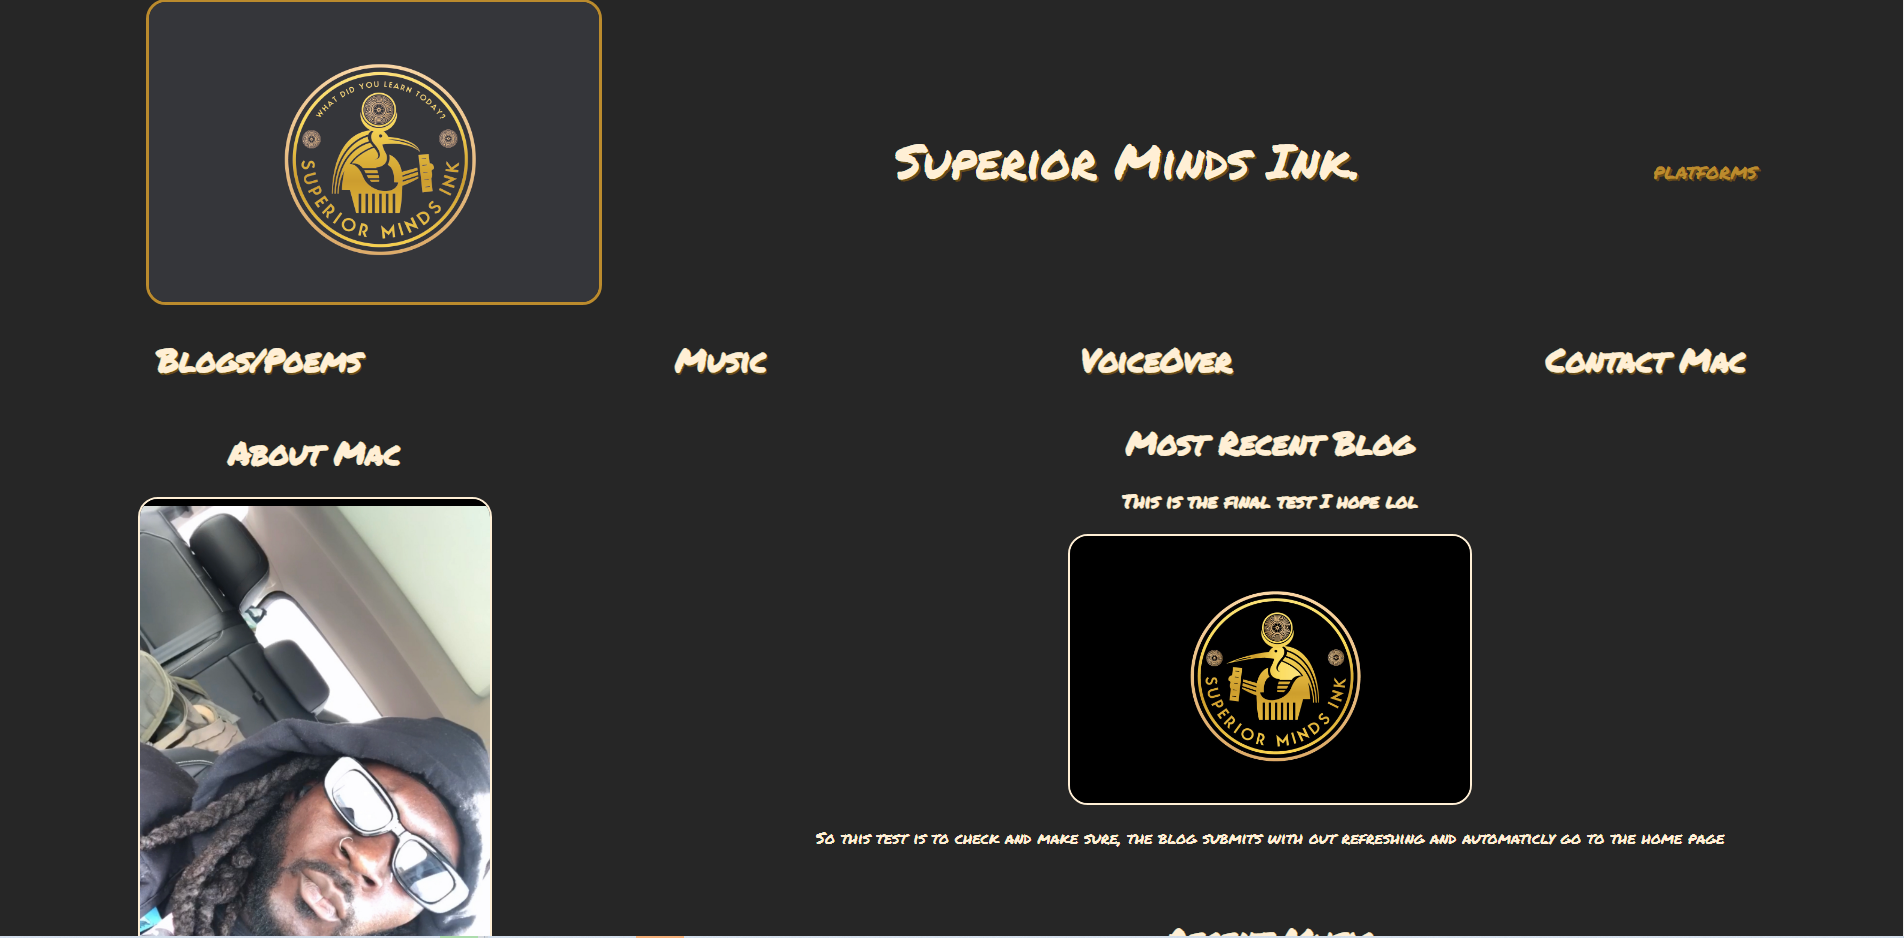 WHAT DID YOU LEARN TODAY?
SUPERIOR MINDS INK
Superior Minds Ink.
PLATFORMS
Blogs/Poems
Music
VoiceOver
Contact Mac
About Mac
Most Recent Blog
This is the final test I hope lol
SUPERIOR MINDS INK
So this test is to check and make sure, the blog submits with out refreshing and automaticly go to the home page
Recent Music